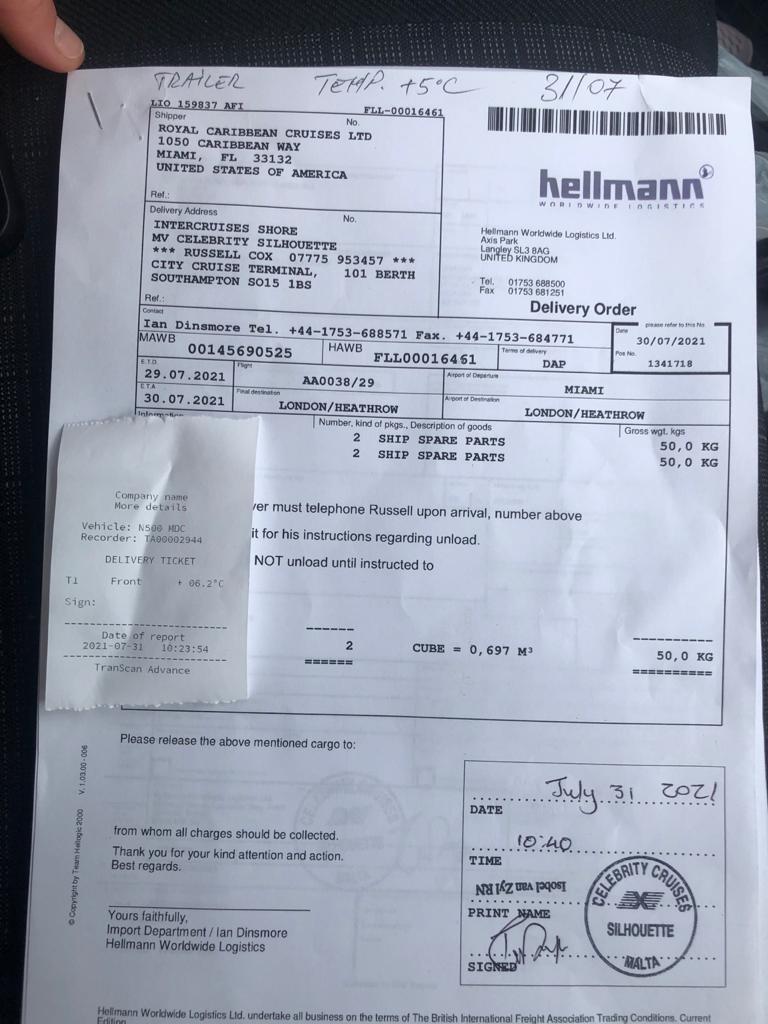 TRAILER TEMP. +5°C 31/07
LIO 159837 AFI FLL-00016461
Shipper No.
ROYAL CARIBBEAN CRUISES LTD
1050 CARIBBEAN WAY
MIAMI, FL 33132
UNITED STATES OF AMERICA
Ref.:
hellmann
WORLDWIDE LOGISTICS
Delivery Address No.
INTERCRUISES SHORE
MV CELEBRITY SILHOUETTE
*** RUSSELL COX 07775 953457 ***
CITY CRUISE TERMINAL, 101 BERTH
SOUTHAMPTON SO15 1BS
Ref.:
Hellmann Worldwide Logistics Ltd.
Axis Park
Langley SL3 8AG
UNITED KINGDOM
Tel. 01753 688500
Fax 01753 681251
Delivery Order
Contact
Ian Dinsmore Tel. +44-1753-688571 Fax. +44-1753-684771
please refer to this No.
Date 30/07/2021
Pos No. 1341718
MAWB 00145690525 HAWB FLL00016461 Terms of delivery DAP
E.T.D. 29.07.2021 Flight AA0038/29 Airport of Departure MIAMI
E.T.A. 30.07.2021 Final destination LONDON/HEATHROW Airport of Destination LONDON/HEATHROW
Information Number, kind of pkgs., Description of goods Gross wgt. kgs
2 SHIP SPARE PARTS 50,0 KG
2 SHIP SPARE PARTS 50,0 KG
ver must telephone Russell upon arrival, number above
it for his instructions regarding unload.
NOT unload until instructed to
2 CUBE = 0,697 M³ 50,0 KG
Company name
More details
Vehicle: N500 MDC
Recorder: TA00002944
DELIVERY TICKET
T1 Front + 06.2°C
Sign:
Date of report
2021-07-31 10:23:54
TranScan Advance
Please release the above mentioned cargo to:
from whom all charges should be collected.
Thank you for your kind attention and action.
Best regards.
Yours faithfully,
Import Department / Ian Dinsmore
Hellmann Worldwide Logistics
© Copyright by Team Hellogic 2000 V. 1.03.00 - 006
July 31 2021
DATE
10:40
TIME
Isobel van Zyl RN
PRINT NAME
SIGNED
CELEBRITY CRUISES
SILHOUETTE
MALTA
Hellmann Worldwide Logistics Ltd. undertake all business on the terms of The British International Freight Association Trading Conditions. Current
Edition